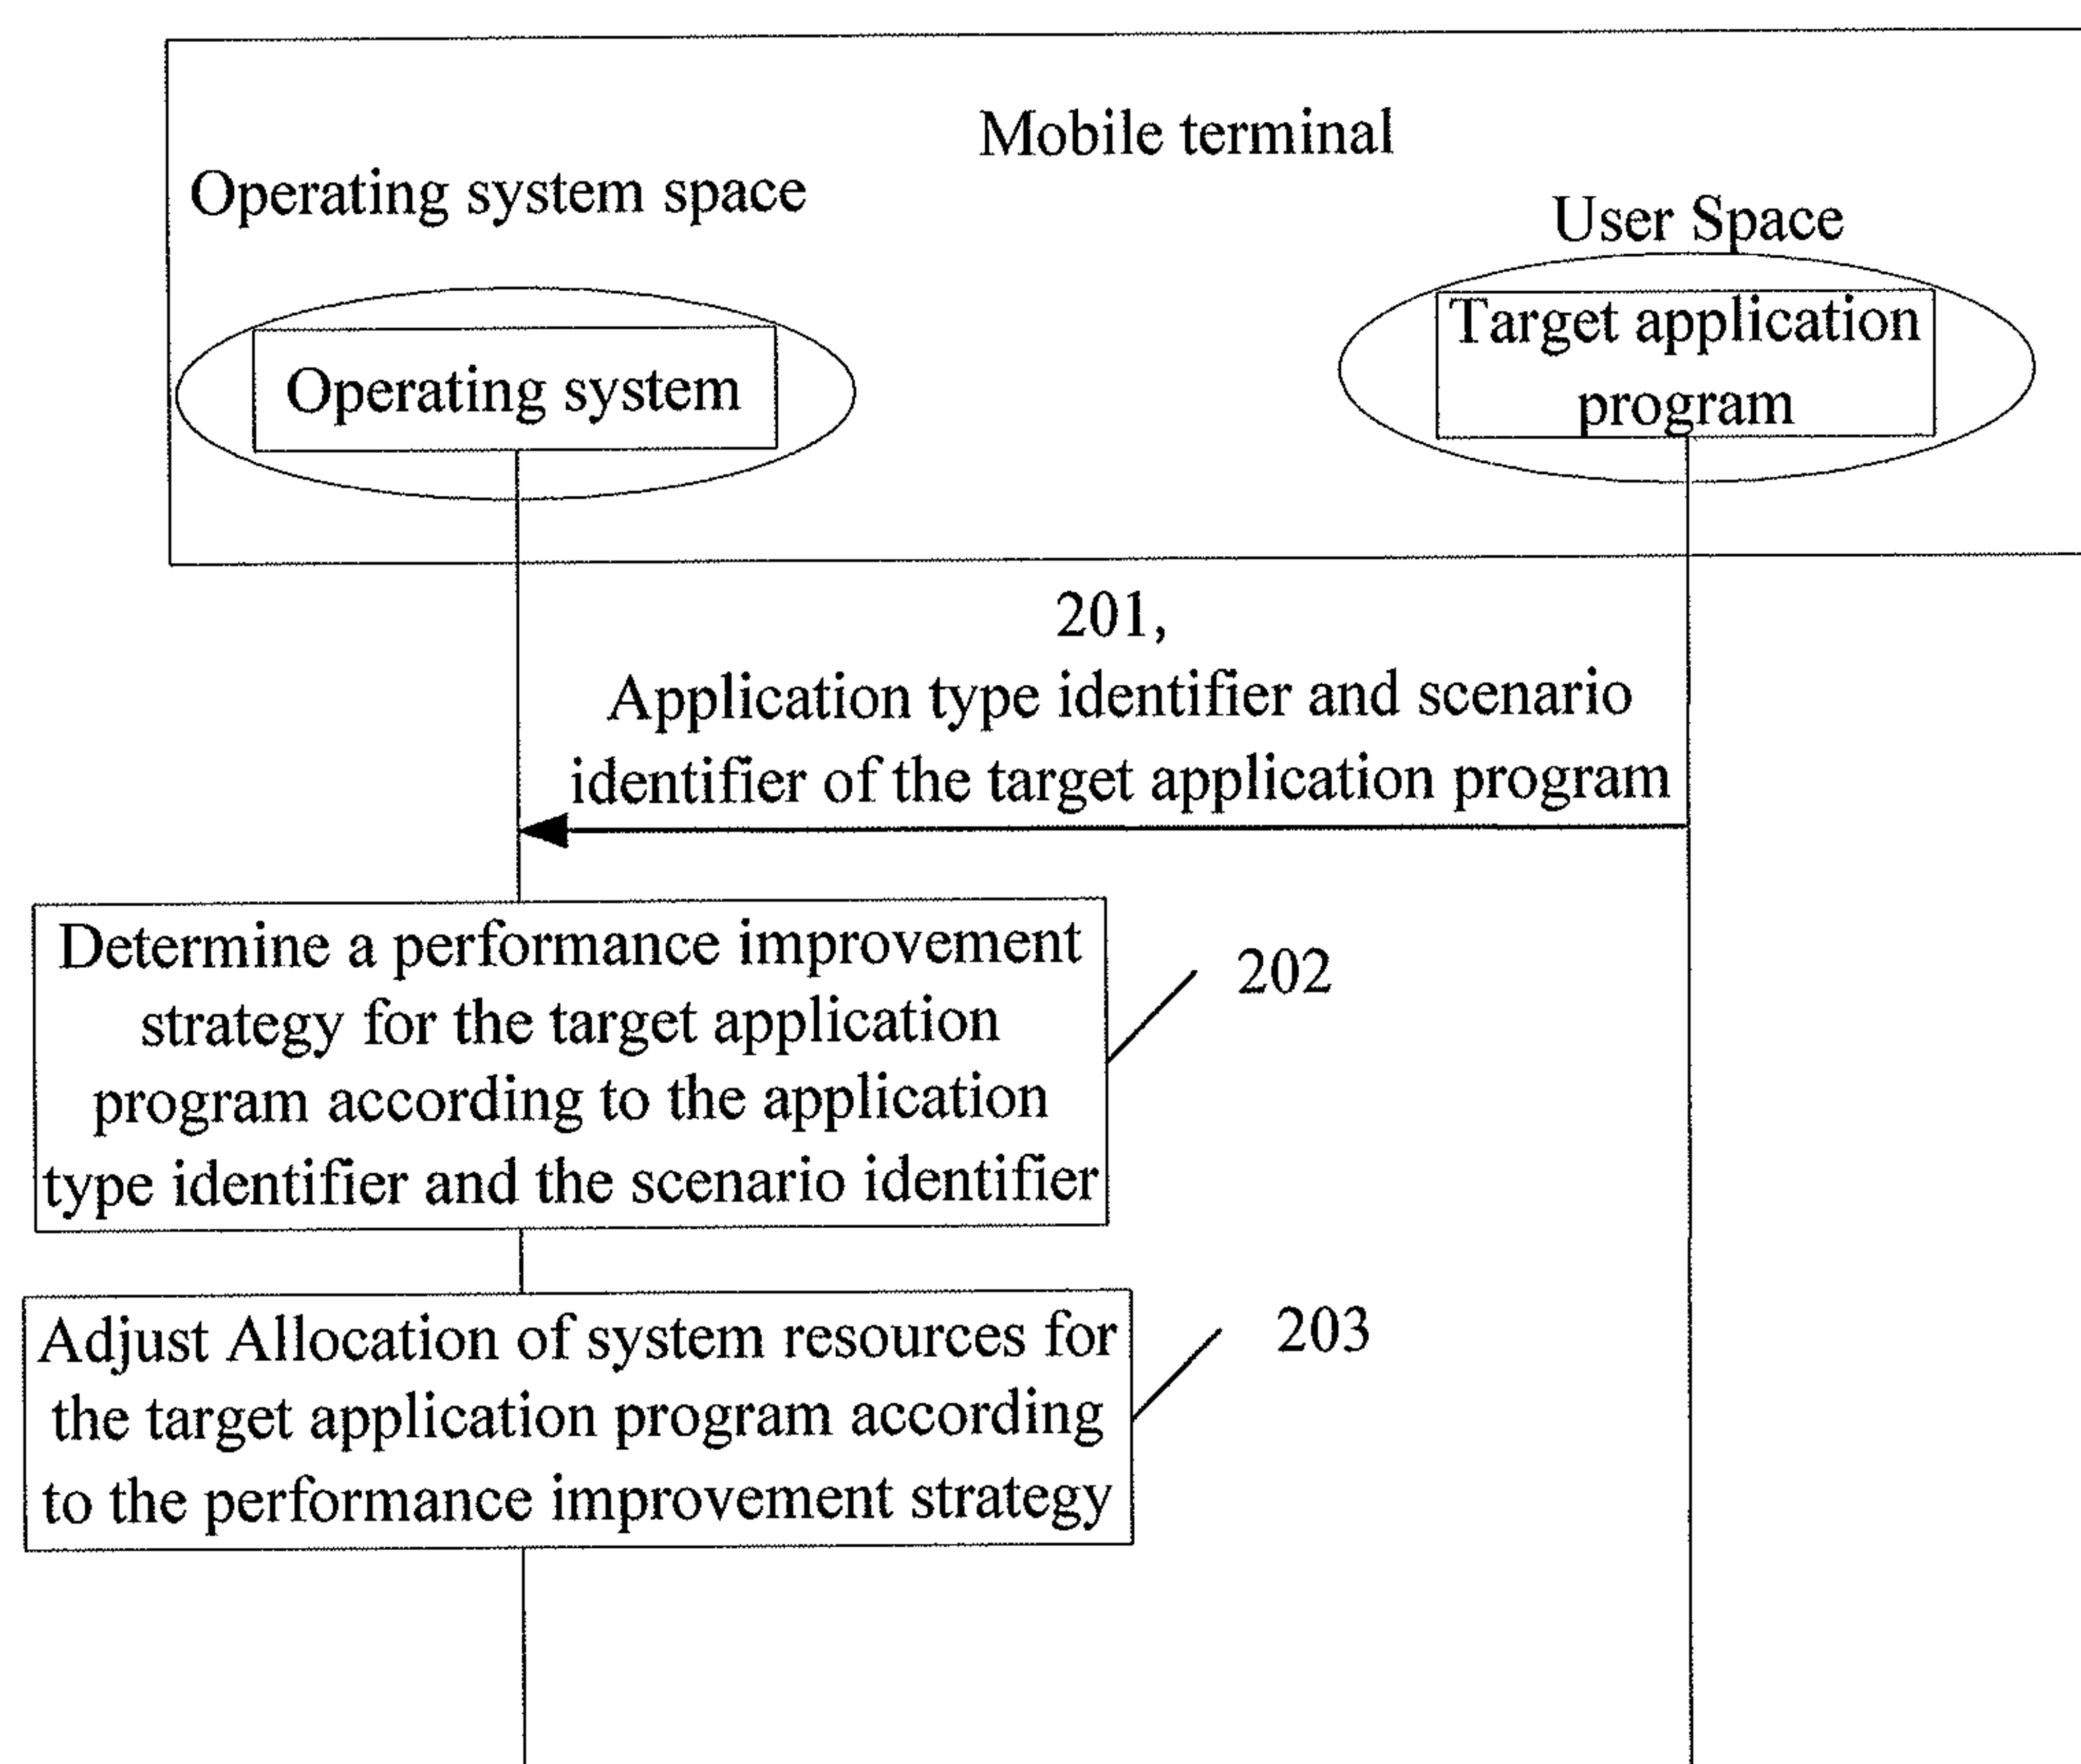 Mobile terminal
Operating system space
User Space
Operating system
Target application
program
201,
Application type identifier and scenario
identifier of the target application program
Determine a performance improvement
strategy for the target application
program according to the application
type identifier and the scenario identifier
202
Adjust Allocation of system resources for
the target application program according
to the performance improvement strategy
203